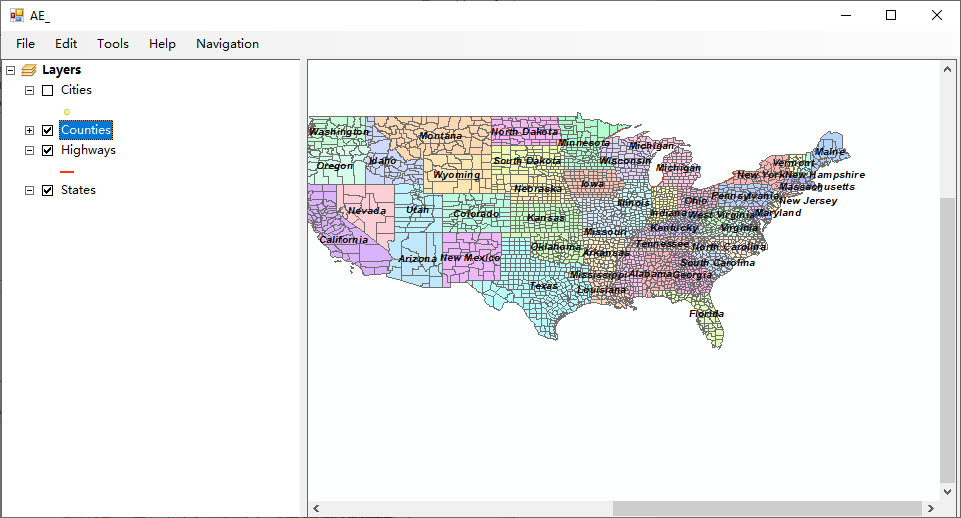 AE_
File Edit Tools Help Navigation
Layers
Cities
Counties
Highways
States
Washington
Montana
North Dakota
Minnesota
Michigan
Maine
Oregon
Idaho
Wyoming
South Dakota
Wisconsin
Michigan
Vermont
New York
New Hampshire
Massachusetts
Nebraska
Iowa
Pennsylvania
New Jersey
Nevada
Utah
Colorado
Kansas
Illinois
Indiana
Ohio
West Virginia
Maryland
California
Missouri
Kentucky
Virginia
Arizona
New Mexico
Oklahoma
Arkansas
Tennessee
North Carolina
South Carolina
Texas
Mississippi
Alabama
Georgia
Louisiana
Florida